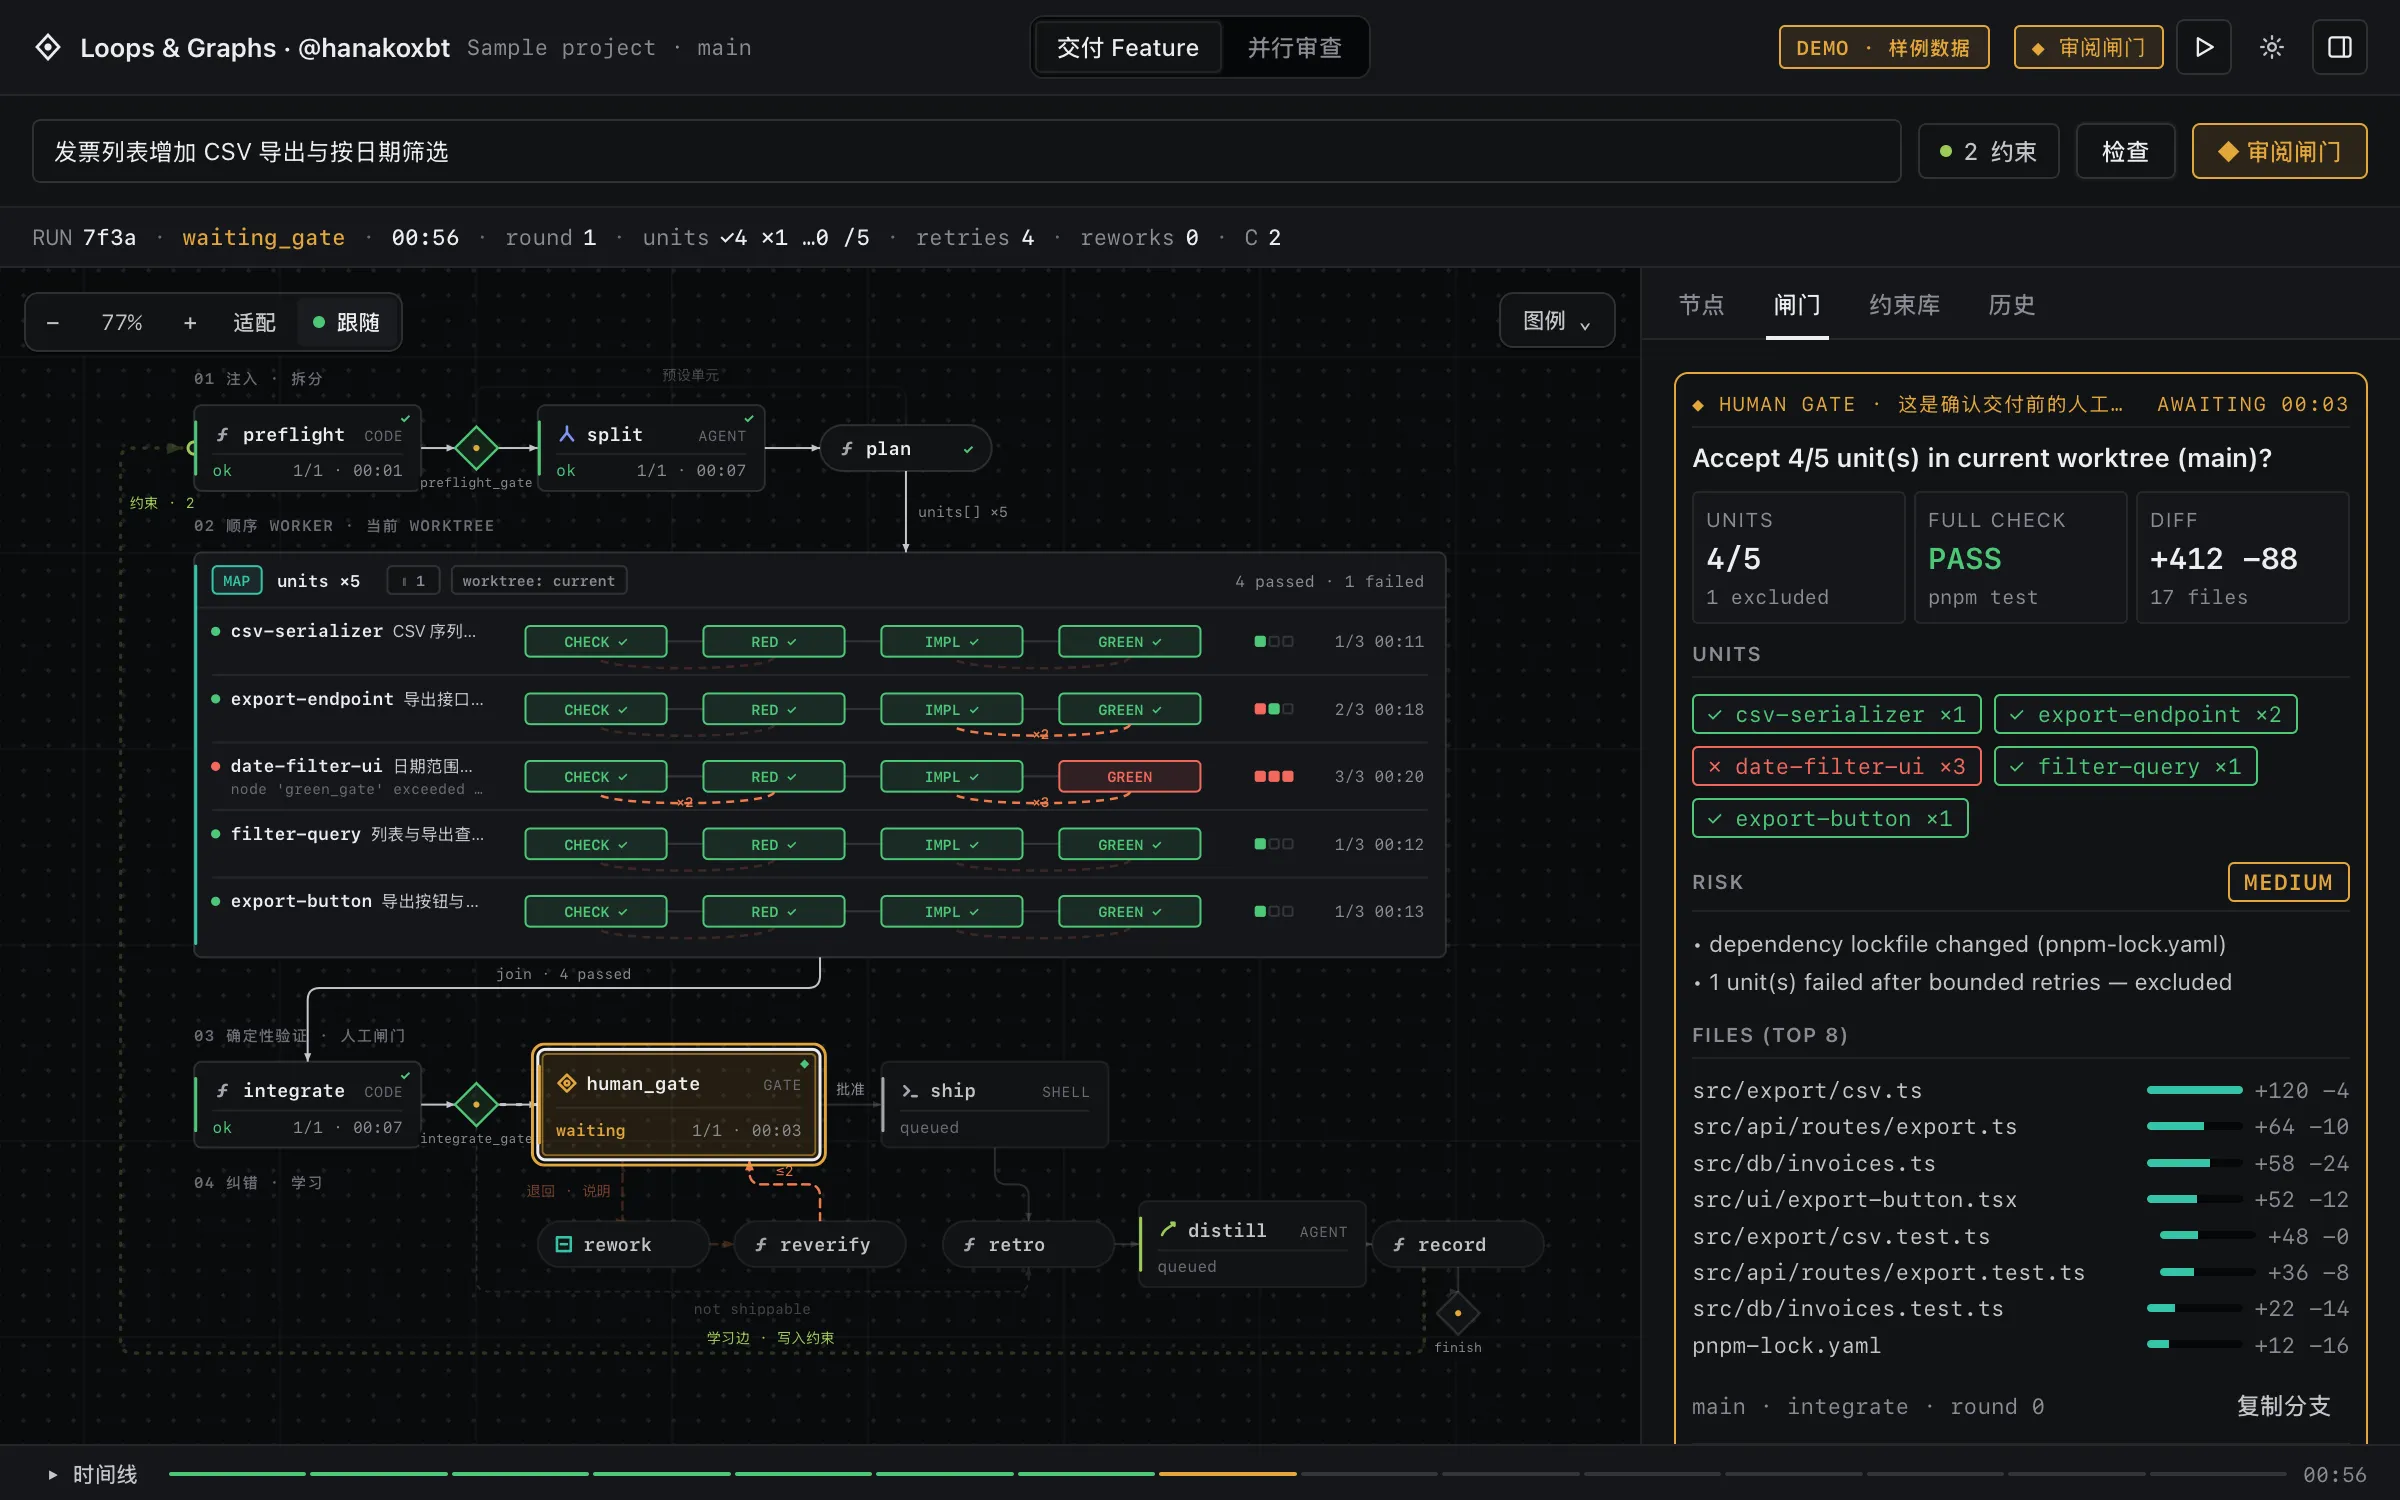 Loops & Graphs · @hanakoxbt Sample project · main
交付 Feature 并行审查
DEMO · 样例数据 ◆ 审阅闸门
发票列表增加 CSV 导出与按日期筛选
2 约束 检查 ◆ 审阅闸门
RUN 7f3a · waiting_gate · 00:56 · round 1 · units ✓4 ×1 …0 /5 · retries 4 · reworks 0 · C 2
− 77% + 适配 跟随
图例
01 注入 · 拆分
预设单元
preflight CODE ✓
ok 1/1 · 00:01
preflight_gate
split AGENT ✓
ok 1/1 · 00:07
plan ✓
约束 · 2
units[] ×5
02 顺序 WORKER · 当前 WORKTREE
MAP units ×5 1 worktree: current 4 passed · 1 failed
csv-serializer CSV 序列… CHECK ✓ RED ✓ IMPL ✓ GREEN ✓ 1/3 00:11
export-endpoint 导出接口… CHECK ✓ RED ✓ IMPL ✓ GREEN ✓ 2/3 00:18
×2
date-filter-ui 日期范围… CHECK ✓ RED ✓ IMPL ✓ GREEN 3/3 00:20
node 'green_gate' exceeded …
×2 ×3
filter-query 列表与导出查… CHECK ✓ RED ✓ IMPL ✓ GREEN ✓ 1/3 00:12
export-button 导出按钮与… CHECK ✓ RED ✓ IMPL ✓ GREEN ✓ 1/3 00:13
join · 4 passed
03 确定性验证 · 人工闸门
integrate CODE ✓
ok 1/1 · 00:07
integrate_gate
human_gate GATE
waiting 1/1 · 00:03
批准
ship SHELL
queued
≤2
退回 · 说明
04 纠错 · 学习
rework
reverify
retro
distill AGENT
queued
record
not shippable
学习边 · 写入约束
finish
节点 闸门 约束库 历史
◆ HUMAN GATE · 这是确认交付前的人工… AWAITING 00:03
Accept 4/5 unit(s) in current worktree (main)?
UNITS
4/5
1 excluded
FULL CHECK
PASS
pnpm test
DIFF
+412 −88
17 files
UNITS
✓ csv-serializer ×1 ✓ export-endpoint ×2
× date-filter-ui ×3 ✓ filter-query ×1
✓ export-button ×1
RISK MEDIUM
• dependency lockfile changed (pnpm-lock.yaml)
• 1 unit(s) failed after bounded retries — excluded
FILES (TOP 8)
src/export/csv.ts +120 −4
src/api/routes/export.ts +64 −10
src/db/invoices.ts +58 −24
src/ui/export-button.tsx +52 −12
src/export/csv.test.ts +48 −0
src/api/routes/export.test.ts +36 −8
src/db/invoices.test.ts +22 −14
pnpm-lock.yaml +12 −16
main · integrate · round 0 复制分支
▸ 时间线 00:56